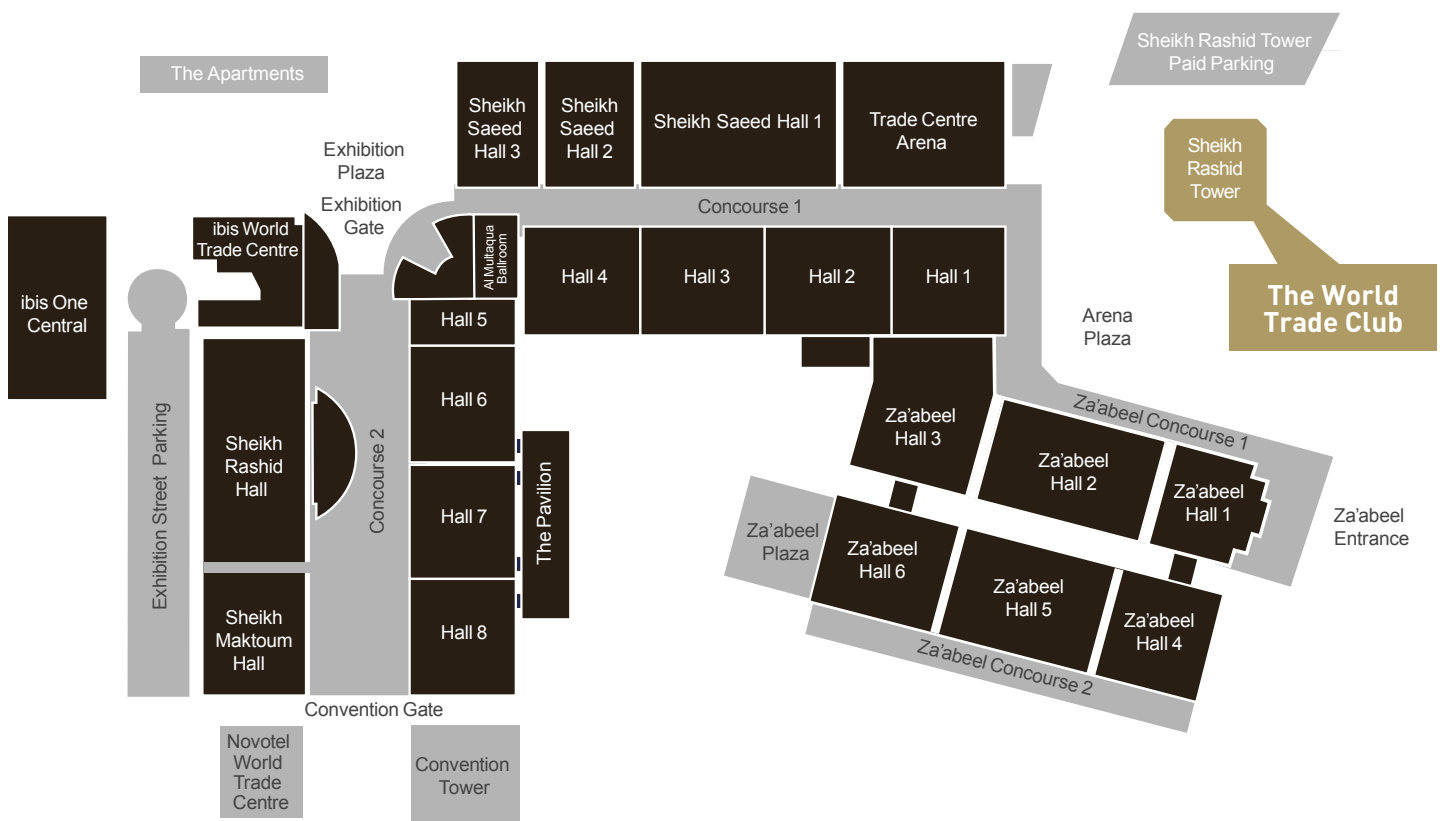 The Apartments
Sheikh Rashid Tower
Paid Parking
Sheikh
Saeed
Hall 3
Sheikh
Saeed
Hall 2
Sheikh Saeed Hall 1
Trade Centre
Arena
Sheikh
Rashid
Tower
Exhibition
Plaza
Exhibition
Gate
Concourse 1
ibis World
Trade Centre
Al Multaqua
Ballroom
Hall 4
Hall 3
Hall 2
Hall 1
The World
Trade Club
ibis One
Central
Hall 5
Arena
Plaza
Hall 6
Za'abeel
Hall 3
Za'abeel Concourse 1
Sheikh
Rashid
Hall
Concourse 2
Exhibition Street Parking
Za'abeel
Hall 2
Za'abeel
Hall 1
Hall 7
The Pavilion
Za'abeel
Plaza
Za'abeel
Entrance
Za'abeel
Hall 6
Za'abeel
Hall 5
Za'abeel
Hall 4
Sheikh
Maktoum
Hall
Hall 8
Za'abeel Concourse 2
Convention Gate
Novotel
World
Trade
Centre
Convention
Tower